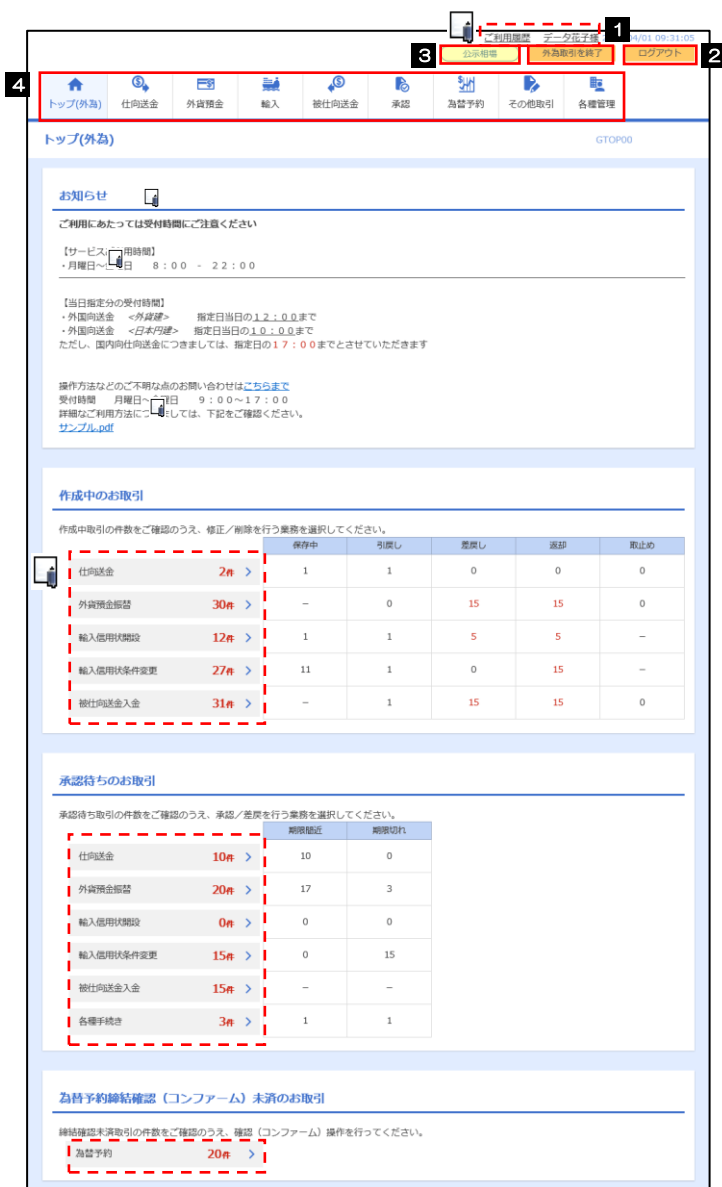 1
ご利用履歴 データ花子様 04/01 09:31:05
3 公示相場 外為取引を終了 ログアウト 2
4
トップ(外為) 仕向送金 外貨預金 輸入 被仕向送金 承認 為替予約 その他取引 各種管理
トップ(外為) GTOP00
お知らせ
ご利用にあたっては受付時間にご注意ください
【サービス 用時間】
・月曜日～ 日 8：00 - 22：00
【当日指定分の受付時間】
・外国向送金 <外貨建> 指定日当日の12：00まで
・外国向送金 <日本円建> 指定日当日の10：00まで
ただし、国内向仕向送金につきましては、指定日の17：00までとさせていただきます
操作方法などのご不明な点のお問い合わせはこちらまで
受付時間 月曜日～ 日 9：00～17：00
詳細なご利用方法に しては、下記をご確認ください。
サンプル.pdf
作成中のお取引
作成中取引の件数をご確認のうえ、修正／削除を行う業務を選択してください。
保存中 引戻し 差戻し 返却 取止め
仕向送金 2件 1 1 0 0 0
外貨預金振替 30件 － 0 15 15 0
輸入信用状開設 12件 1 1 5 5 －
輸入信用状条件変更 27件 11 1 0 15 －
被仕向送金入金 31件 － 1 15 15 0
承認待ちのお取引
承認待ち取引の件数をご確認のうえ、承認／差戻を行う業務を選択してください。
期限間近 期限切れ
仕向送金 10件 10 0
外貨預金振替 20件 17 3
輸入信用状開設 0件 0 0
輸入信用状条件変更 15件 0 15
被仕向送金入金 15件 － －
各種手続き 3件 1 1
為替予約締結確認（コンファーム）未済のお取引
締結確認未済取引の件数をご確認のうえ、確認（コンファーム）操作を行ってください。
為替予約 20件